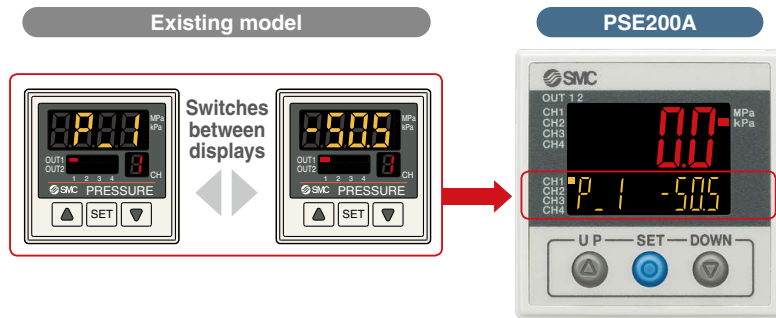 Existing model
PSE200A
P_1
MPa
kPa
OUT1
OUT2
1 2 3 4
1
CH
SMC PRESSURE
SET
Switches
between
displays
-50.5
MPa
kPa
OUT1
OUT2
1 2 3 4
1
CH
SMC PRESSURE
SET
SMC
OUT 1 2
CH1
CH2
CH3
CH4
0.0
MPa
kPa
CH1
CH2
CH3
CH4
P_1 -50.5
UP SET DOWN